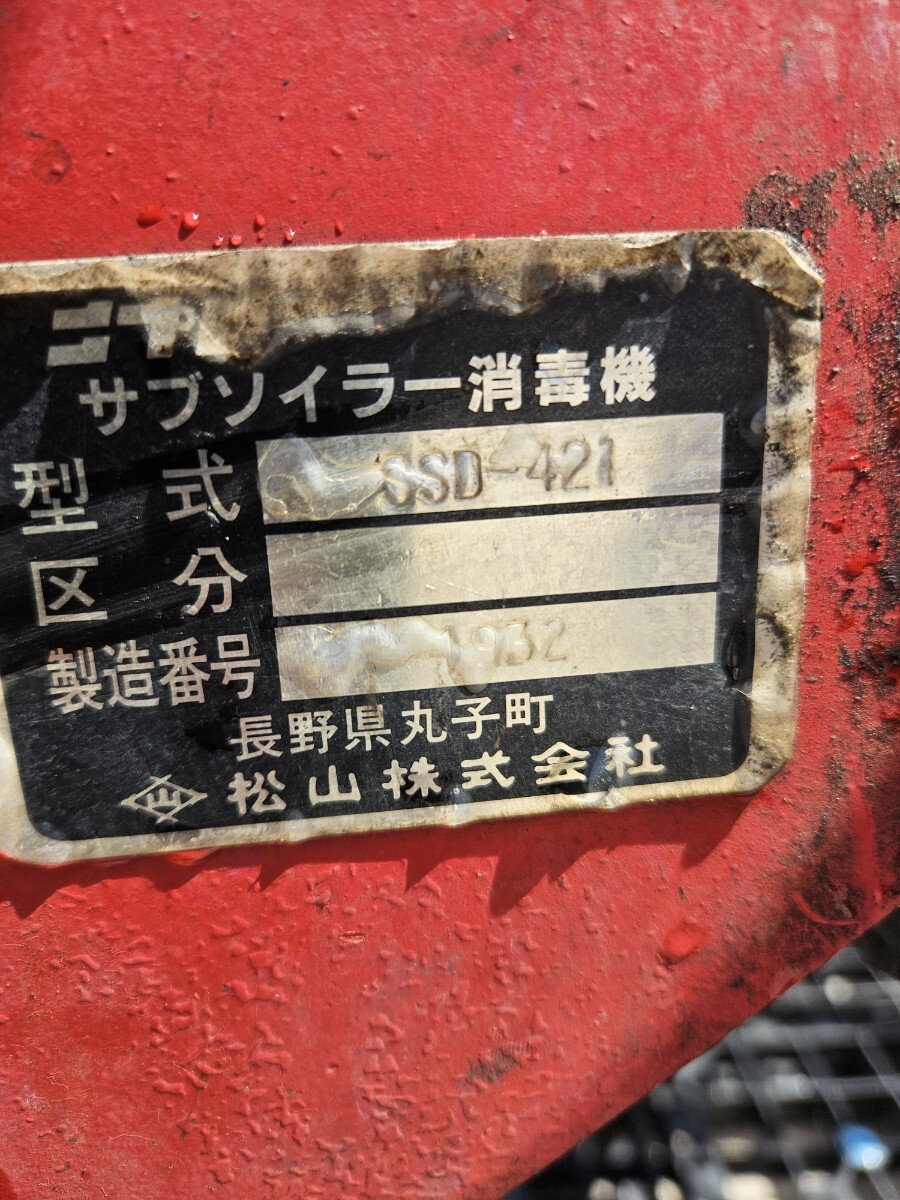 サブソイラー消毒機
型式 SSD-421
区分
製造番号 1932
長野県丸子町
松山株式会社